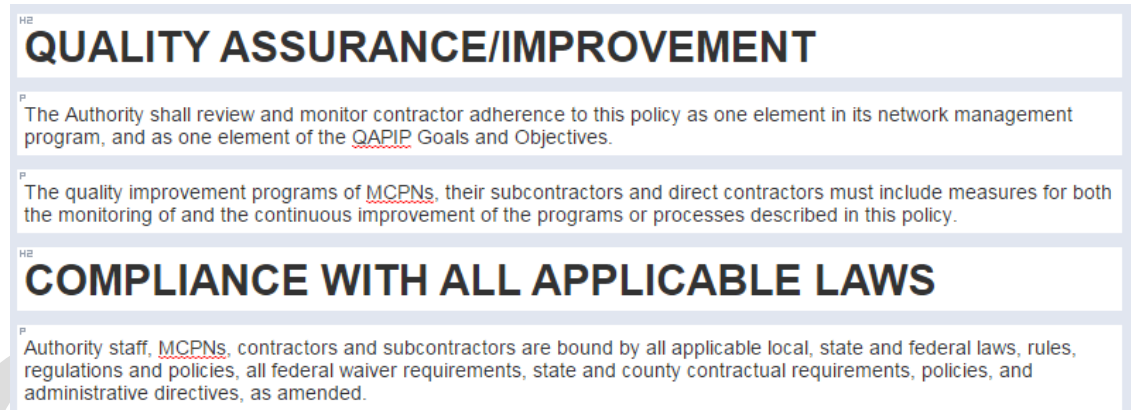 H2
QUALITY ASSURANCE/IMPROVEMENT
P
The Authority shall review and monitor contractor adherence to this policy as one element in its network management
program, and as one element of the QAPIP Goals and Objectives.
P
The quality improvement programs of MCPNs, their subcontractors and direct contractors must include measures for both
the monitoring of and the continuous improvement of the programs or processes described in this policy.
H2
COMPLIANCE WITH ALL APPLICABLE LAWS
P
Authority staff, MCPNs, contractors and subcontractors are bound by all applicable local, state and federal laws, rules,
regulations and policies, all federal waiver requirements, state and county contractual requirements, policies, and
administrative directives, as amended.